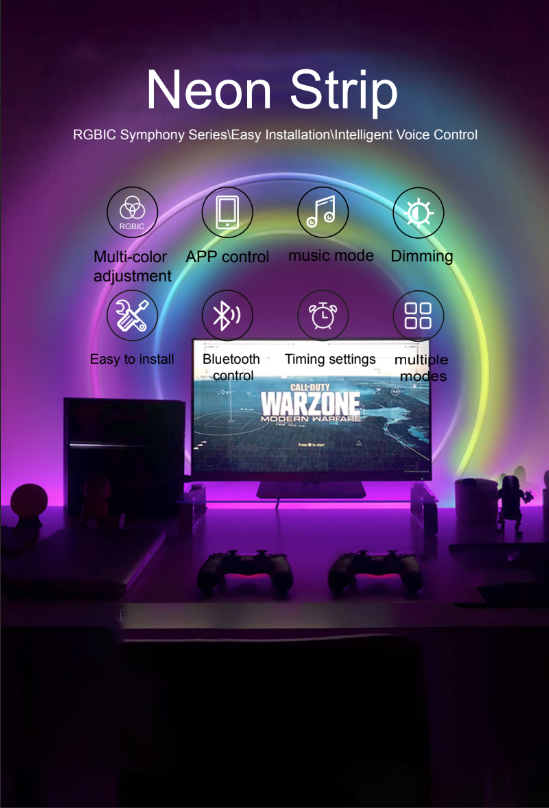 Neon Strip
RGBIC Symphony Series\Easy Installation\Intelligent Voice Control
RGBIC
Multi-color
adjustment
APP control
music mode
Dimming
Easy to install
Bluetooth
control
Timing settings
multiple
modes
CALL·DUTY
WARZONE
MODERN WARFARE
Press to start